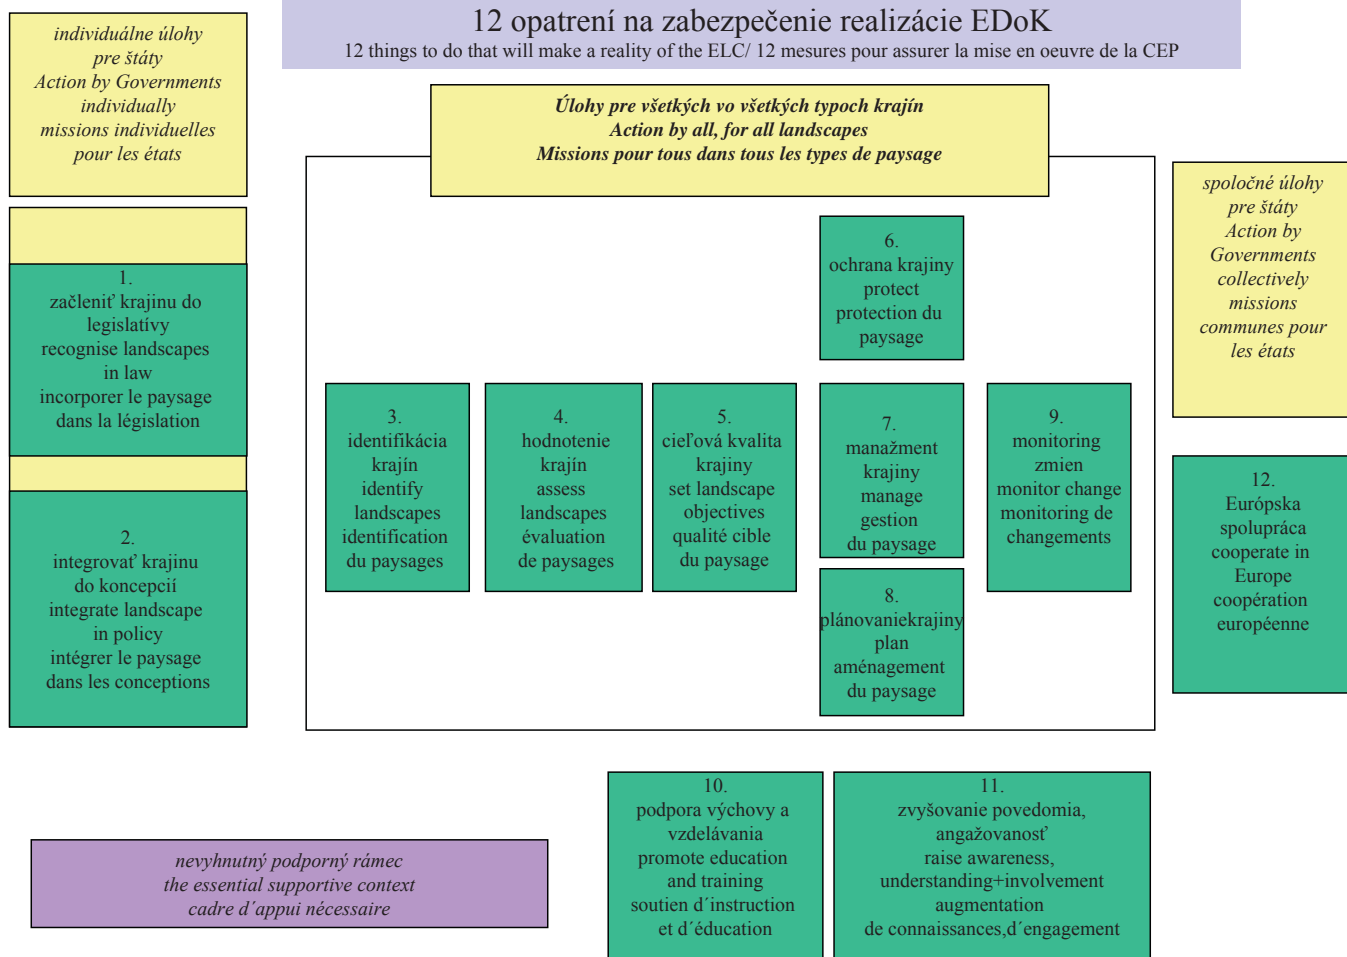 12 opatrení na zabezpečenie realizácie EDoK
12 things to do that will make a reality of the ELC/ 12 mesures pour assurer la mise en oeuvre de la CEP
individuálne úlohy
pre štáty
Action by Governments
individually
missions individuelles
pour les états
Úlohy pre všetkých vo všetkých typoch krajín
Action by all, for all landscapes
Missions pour tous dans tous les types de paysage
spoločné úlohy
pre štáty
Action by
Governments
collectively
missions
communes pour
les états
1.
začleniť krajinu do
legislatívy
recognise landscapes
in law
incorporer le paysage
dans la législation
2.
integrovať krajinu
do koncepcií
integrate landscape
in policy
intégrer le paysage
dans les conceptions
3.
identifikácia
krajín
identify
landscapes
identification
du paysages
4.
hodnotenie
krajín
assess
landscapes
évaluation
de paysages
5.
cieľová kvalita
krajiny
set landscape
objectives
qualité cible
du paysage
6.
ochrana krajiny
protect
protection du
paysage
7.
manažment
krajiny
manage
gestion
du paysage
8.
plánovaniekrajiny
plan
aménagement
du paysage
9.
monitoring
zmien
monitor change
monitoring de
changements
12.
Európska
spolupráca
cooperate in
Europe
coopération
européenne
10.
podpora výchovy a
vzdelávania
promote education
and training
soutien d´instruction
et d´éducation
11.
zvyšovanie povedomia,
angažovanosť
raise awareness,
understanding+involvement
augmentation
de connaissances,d´engagement
nevyhnutný podporný rámec
the essential supportive context
cadre d´appui nécessaire